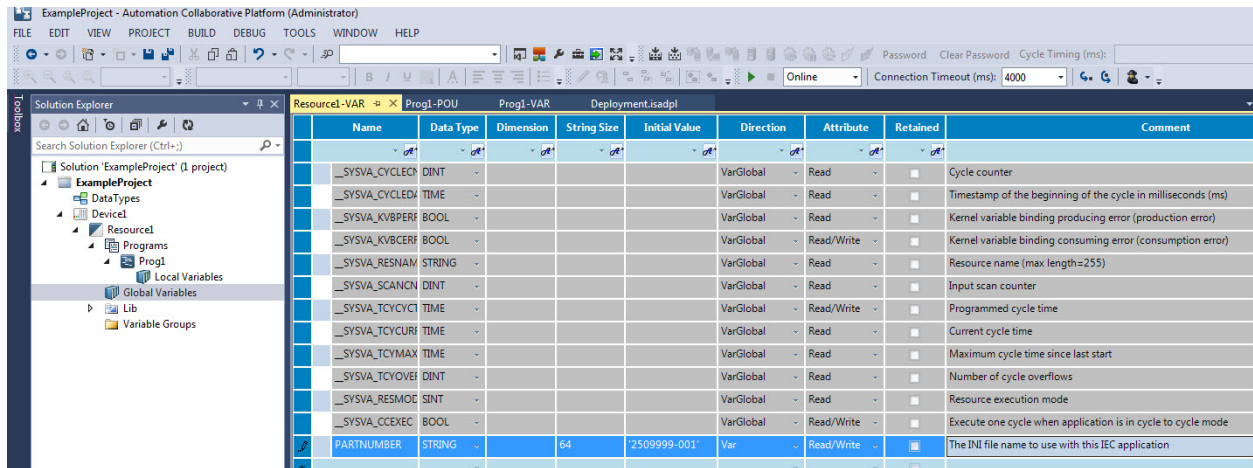 ExampleProject - Automation Collaborative Platform (Administrator)
FILE EDIT VIEW PROJECT BUILD DEBUG TOOLS WINDOW HELP
Password Clear Password Cycle Timing (ms):
Online Connection Timeout (ms): 4000
Toolbox
Solution Explorer
Search Solution Explorer (Ctrl+;)
Solution 'ExampleProject' (1 project)
ExampleProject
DataTypes
Device1
Resource1
Programs
Prog1
Local Variables
Global Variables
Lib
Variable Groups
Resource1-VAR Prog1-POU Prog1-VAR Deployment.isadpl
Name Data Type Dimension String Size Initial Value Direction Attribute Retained Comment
__SYSVA_CYCLECN DINT VarGlobal Read Cycle counter
__SYSVA_CYCLEDA TIME VarGlobal Read Timestamp of the beginning of the cycle in milliseconds (ms)
__SYSVA_KVBPERR BOOL VarGlobal Read Kernel variable binding producing error (production error)
__SYSVA_KVBCERR BOOL VarGlobal Read/Write Kernel variable binding consuming error (consumption error)
__SYSVA_RESNAM STRING VarGlobal Read Resource name (max length=255)
__SYSVA_SCANCN DINT VarGlobal Read Input scan counter
__SYSVA_TCYCYCT TIME VarGlobal Read/Write Programmed cycle time
__SYSVA_TCYCURR TIME VarGlobal Read Current cycle time
__SYSVA_TCYMAX TIME VarGlobal Read Maximum cycle time since last start
__SYSVA_TCYOVER DINT VarGlobal Read Number of cycle overflows
__SYSVA_RESMOD SINT VarGlobal Read Resource execution mode
__SYSVA_CCEXEC BOOL VarGlobal Read/Write Execute one cycle when application is in cycle to cycle mode
PARTNUMBER STRING 64 '2509999-001' Var Read/Write The INI file name to use with this IEC application